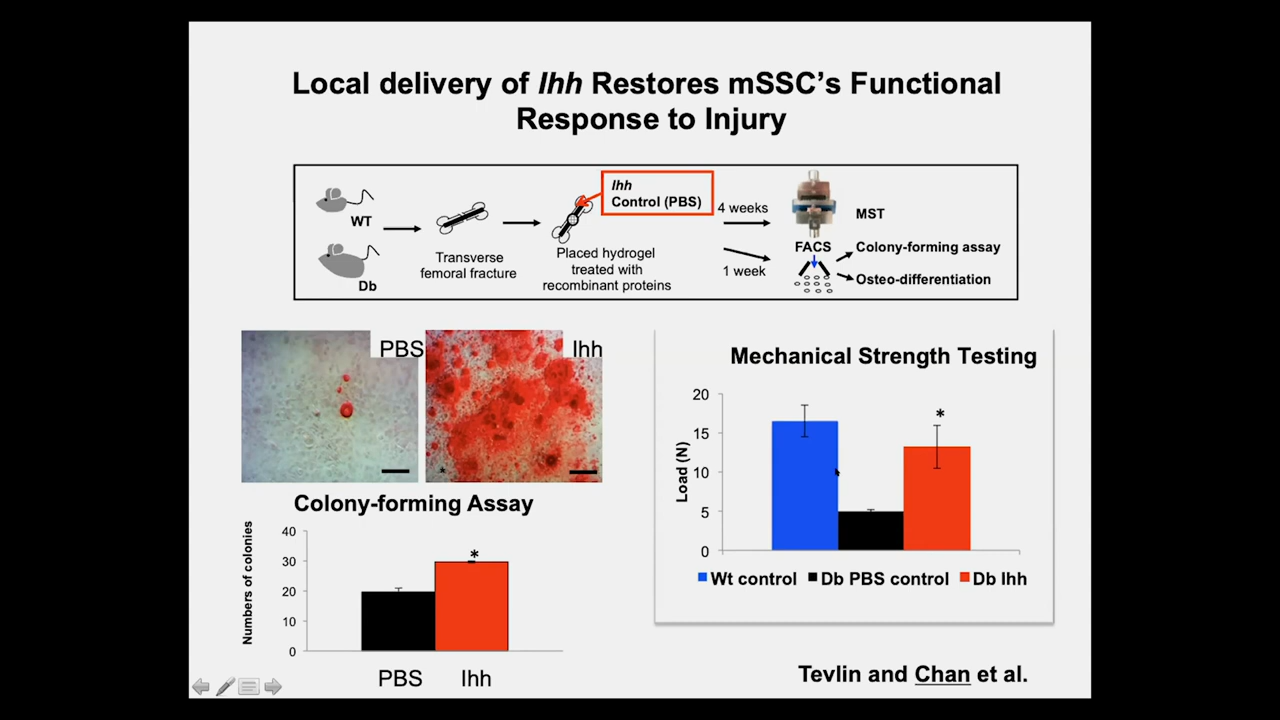 Local delivery of Ihh Restores mSSC’s Functional
Response to Injury
WT
Db
Transverse
femoral fracture
Ihh
Control (PBS)
Placed hydrogel
treated with
recombinant proteins
4 weeks
1 week
MST
FACS
Colony-forming assay
Osteo-differentiation
PBS
Ihh
*
Colony-forming Assay
Numbers of colonies
40
30
20
10
0
*
PBS
Ihh
Mechanical Strength Testing
Load (N)
20
15
10
5
0
*
Wt control
Db PBS control
Db Ihh
Tevlin and Chan et al.